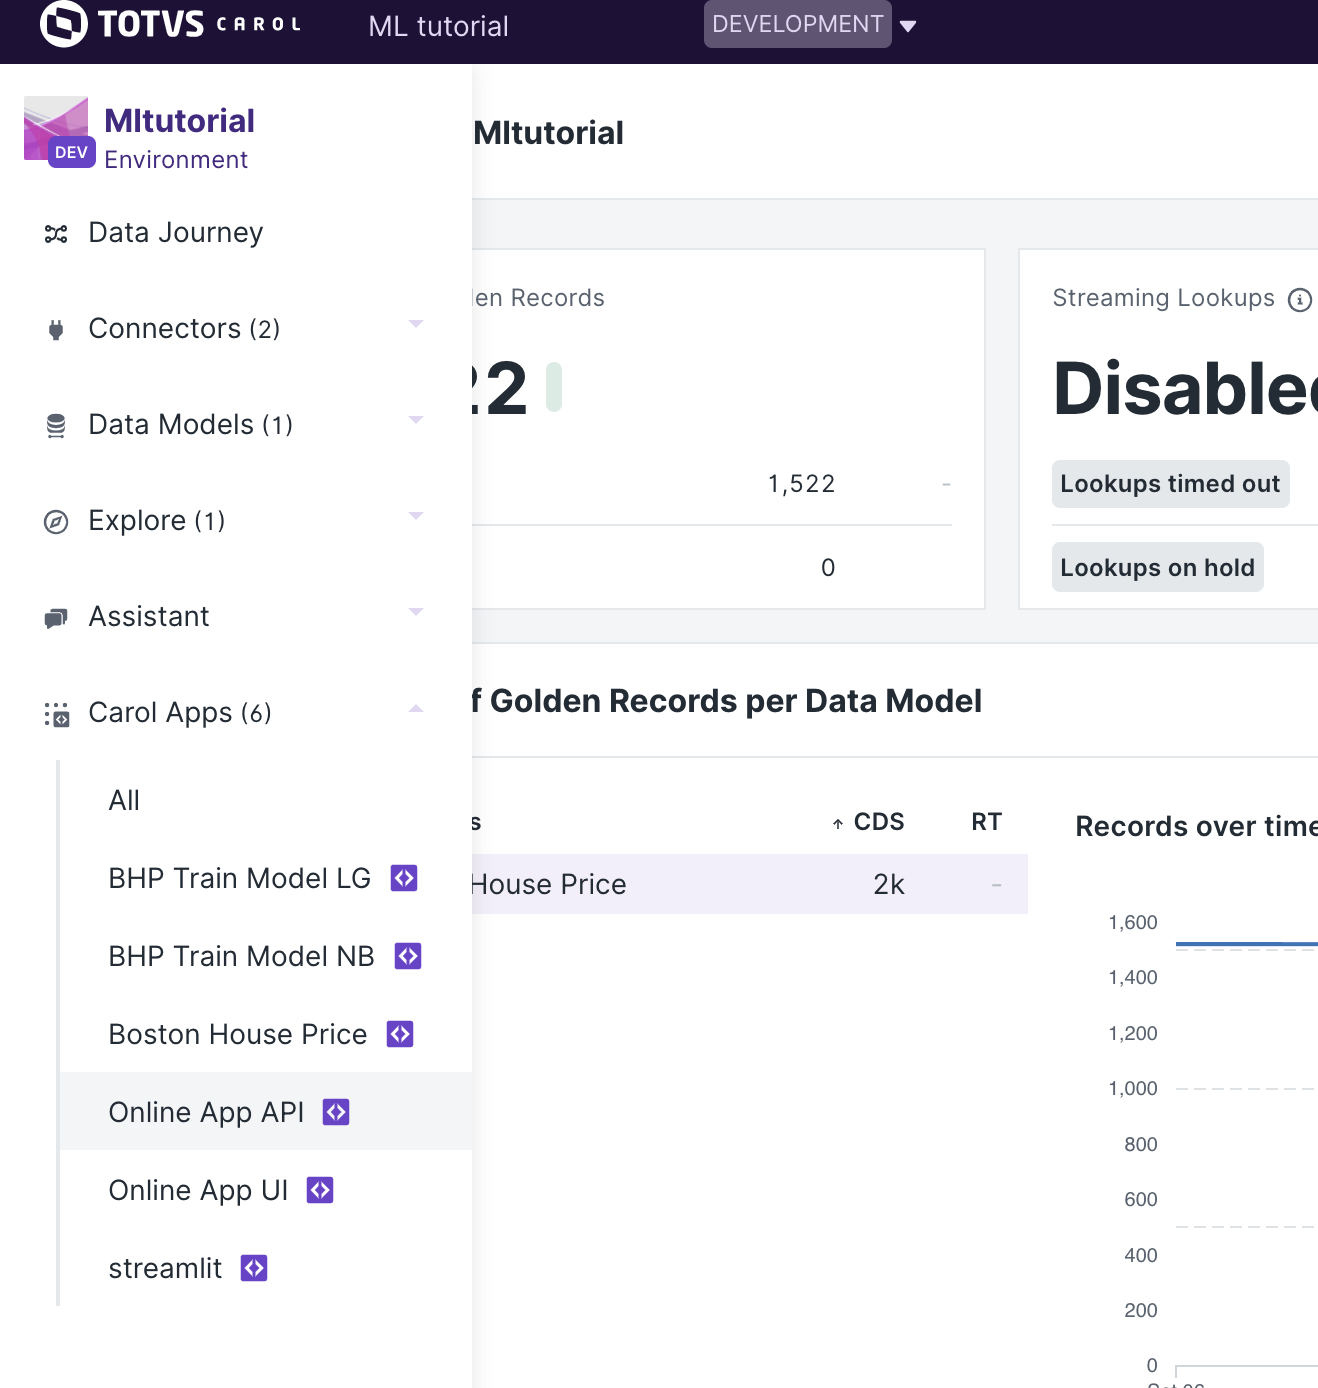 TOTVS CAROL
ML tutorial
DEVELOPMENT
Mltutorial
DEV
Environment
Data Journey
Connectors (2)
Data Models (1)
Explore (1)
Assistant
Carol Apps (6)
All
BHP Train Model LG
BHP Train Model NB
Boston House Price
Online App API
Online App UI
streamlit
Mltutorial
Records
22
1,522
-
0
Streaming Lookups
Disabled
Lookups timed out
Lookups on hold
Golden Records per Data Model
CDS
RT
House Price
2k
-
Records over time
1,600
1,400
1,200
1,000
800
600
400
200
0